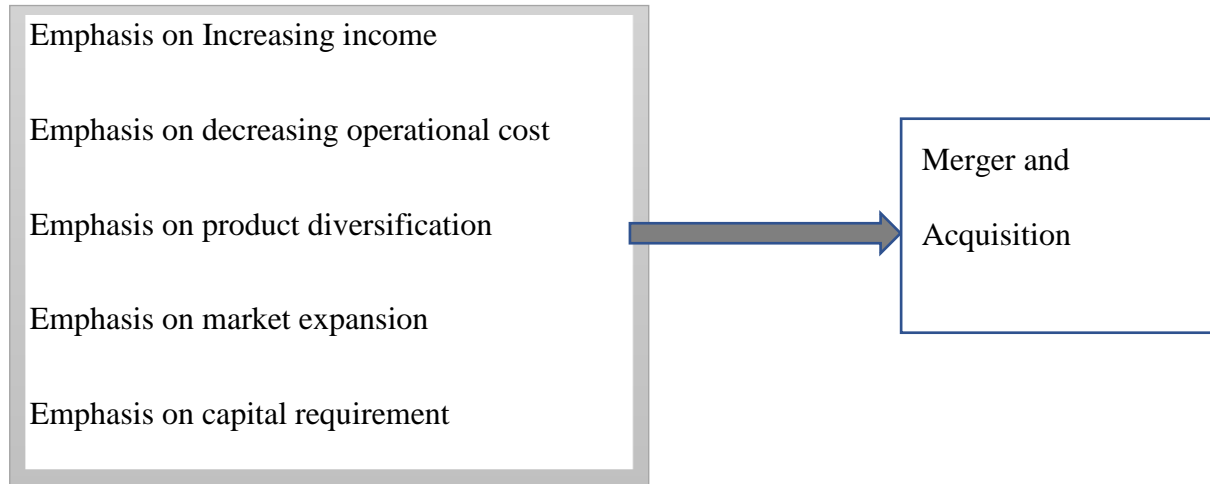 Emphasis on Increasing income
Emphasis on decreasing operational cost
Emphasis on product diversification
Emphasis on market expansion
Emphasis on capital requirement
Merger and
Acquisition